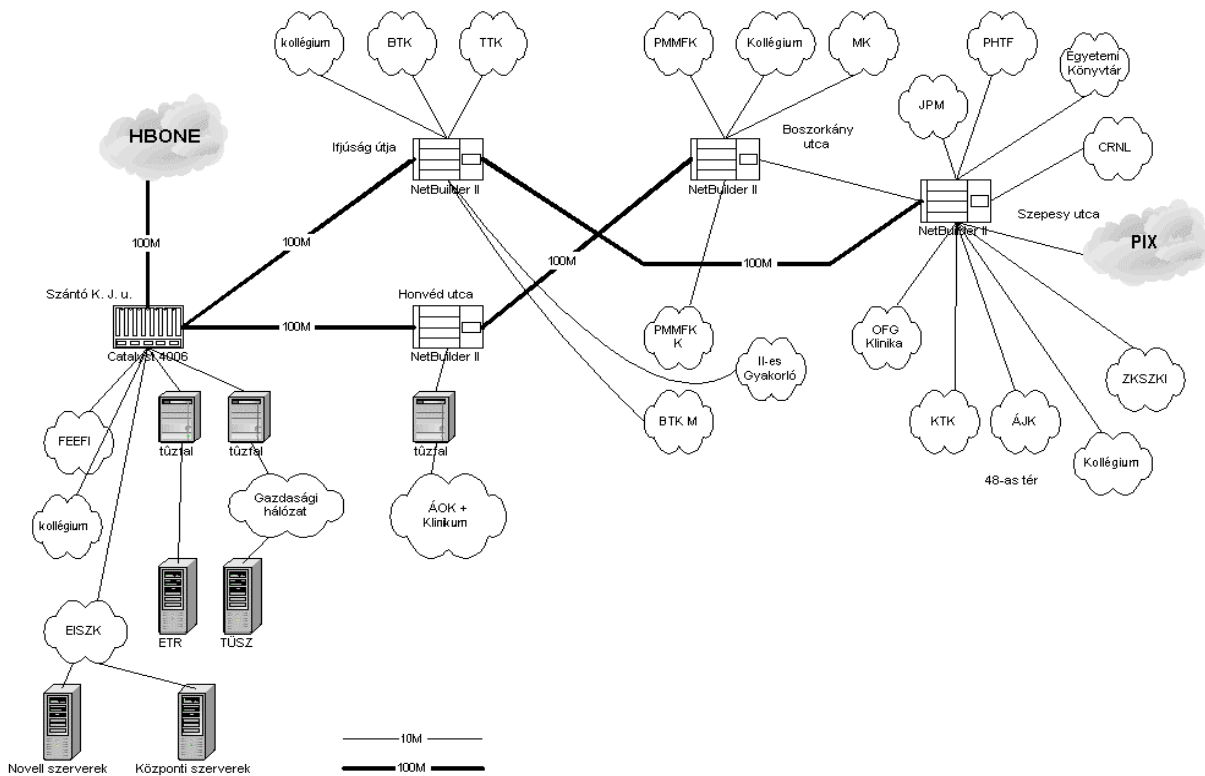 kollégium
BTK
TTK
PMMFK
Kollégium
MK
PHTF
Egyetemi
Könyvtár
JPM
HBONE
Ifjúság útja
NetBuilder II
Boszorkány
utca
NetBuilder II
CRNL
Szepesy utca
NetBuilder II
PIX
100M
100M
100M
100M
100M
Szántó K. J. u.
Catalyst 4006
Honvéd utca
NetBuilder II
PMMFK
K
II-es
Gyakorló
OFG
Klinika
ZKSZKI
BTK M
KTK
ÁJK
Kollégium
48-as tér
FEEFI
tûzfal
tûzfal
tûzfal
kollégium
Gazdasági
hálózat
ÁOK +
Klinikum
EISZK
ETR
TÜSZ
Novell szerverek
Központi szerverek
10M
100M